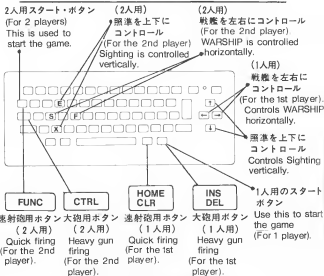 2人用スタート・ボタン
(For 2 players)
This is used to
start the game.
(2人用)
照準を上下に
コントロール
(For the 2nd player)
Sighting is controlled
vertically.
(2人用)
戦艦を左右にコントロール
(For the 2nd player)
WARSHIP is controlled
horizontally.
(1人用)
戦艦を左右に
コントロール
(For the 1st player).
Controls WARSHIP
horizontally.
照準を上下に
コントロール
Controls Sighting
vertically.
E
S
F
X
↑
←
→
↓
1人用のスタート
ボタン
Use this to start
the game
(For 1 player).
FUNC
速射砲用ボタン
(2人用)
Quick firing
(For the 2nd
player).
CTRL
大砲用ボタン
(2人用)
Heavy gun
firing
(For the 2nd
player).
HOME
CLR
速射砲用ボタン
(1人用)
Quick firing
(For the 1st
player).
INS
DEL
大砲用ボタン
(1人用)
Heavy gun
firing
(For the 1st
player).